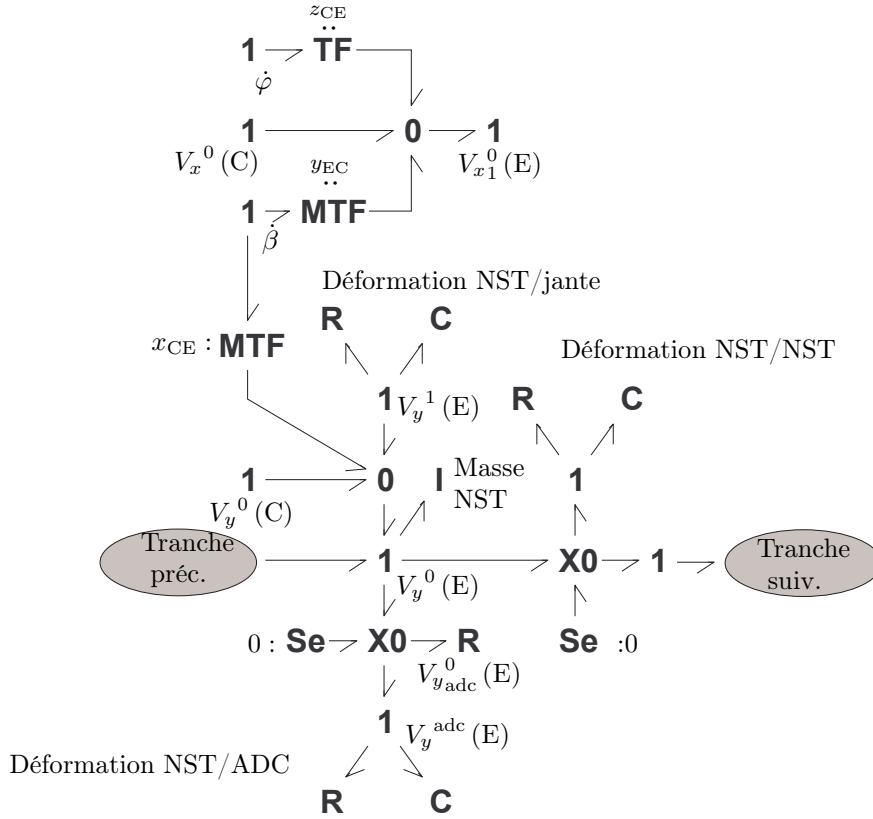 z_CE
1 TF
φ̇
1 0 1
V_x^0 (C) V_x1^0 (E)
y_EC
1 MTF
β̇
Déformation NST/jante
R C
x_CE : MTF
Déformation NST/NST
1 V_y^1 (E)
R C
1 0 I Masse NST 1
V_y^0 (C)
Tranche préc. 1 X0 1 Tranche suiv.
V_y^0 (E)
0 : Se X0 R Se :0
V_y adc^0 (E)
1 V_y^adc (E)
Déformation NST/ADC
R C